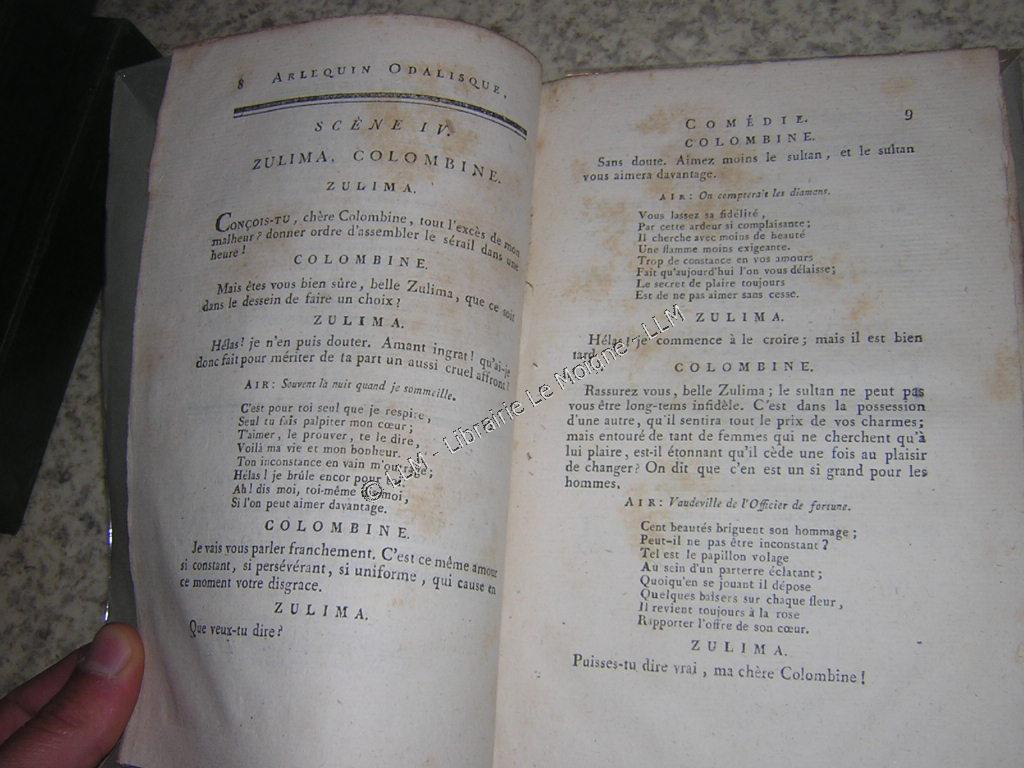 8 ARLEQUIN ODALISQUE,
SCÈNE IV.
ZULIMA, COLOMBINE.
ZULIMA.
CONÇOIS-TU, chère Colombine, tout l'excès de mon
malheur? donner ordre d'assembler le sérail dans une
heure!
COLOMBINE.
Mais êtes vous bien sûre, belle Zulima, que ce soit
dans le dessein de faire un choix?
ZULIMA.
Hélas! je n'en puis douter. Amant ingrat! qu'ai-je
donc fait pour mériter de ta part un aussi cruel affront?
AIR: Souvent la nuit quand je sommeille.
C'est pour toi seul que je respire,
Seul tu fais palpiter mon cœur;
T'aimer, le prouver, te le dire,
Voilà ma vie et mon bonheur.
Ton inconstance en vain m'outrage;
Hélas! je brûle encor pour
Ah! dis moi, toi-même moi,
Si l'on peut aimer davantage.
COLOMBINE.
Je vais vous parler franchement. C'est ce même amour
si constant, si persévérant, si uniforme, qui cause en
ce moment votre disgrace.
ZULIMA.
Que veux-tu dire?
COMÉDIE. 9
COLOMBINE.
Sans doute. Aimez moins le sultan, et le sultan
vous aimera davantage.
AIR: On compterait les diamans.
Vous lassez sa fidélité,
Par cette ardeur si complaisante;
Il cherche avec moins de beauté
Une flamme moins exigeante.
Trop de constance en vos amours
Fait qu'aujourd'hui l'on vous délaisse;
Le secret de plaire toujours
Est de ne pas aimer sans cesse.
ZULIMA.
Hélas! je commence à le croire; mais il est bien
tard.
COLOMBINE.
Rassurez vous, belle Zulima; le sultan ne peut pas
vous être long-tems infidèle. C'est dans la possession
d'une autre, qu'il sentira tout le prix de vos charmes;
mais entouré de tant de femmes qui ne cherchent qu'à
lui plaire, est-il étonnant qu'il cède une fois au plaisir
de changer? On dit que c'en est un si grand pour les
hommes.
AIR: Vaudeville de l'Officier de fortune.
Cent beautés briguent son hommage;
Peut-il ne pas être inconstant?
Tel est le papillon volage
Au sein d'un parterre éclatant;
Quoiqu'en se jouant il dépose
Quelques baisers sur chaque fleur,
Il revient toujours à la rose
Rapporter l'offre de son cœur.
ZULIMA.
Puisses-tu dire vrai, ma chère Colombine!
© LLM - Librairie Le Moigne - LLM